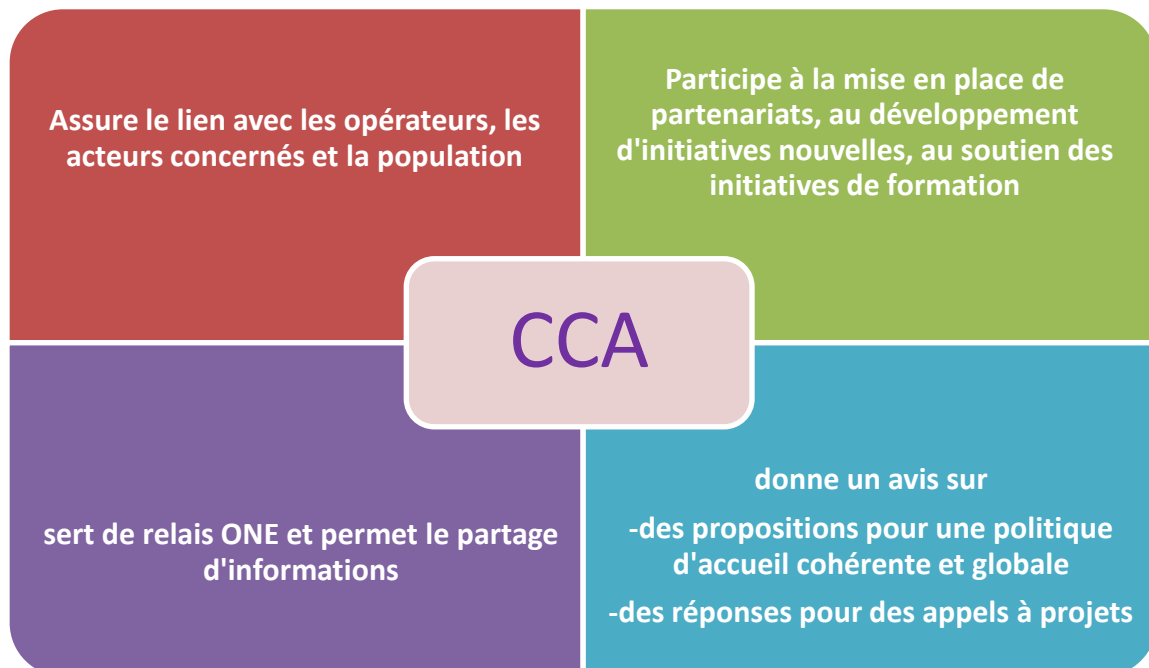 Assure le lien avec les opérateurs, les
acteurs concernés et la population
Participe à la mise en place de
partenariats, au développement
d'initiatives nouvelles, au soutien des
initiatives de formation
CCA
sert de relais ONE et permet le partage
d'informations
donne un avis sur
-des propositions pour une politique
d'accueil cohérente et globale
-des réponses pour des appels à projets